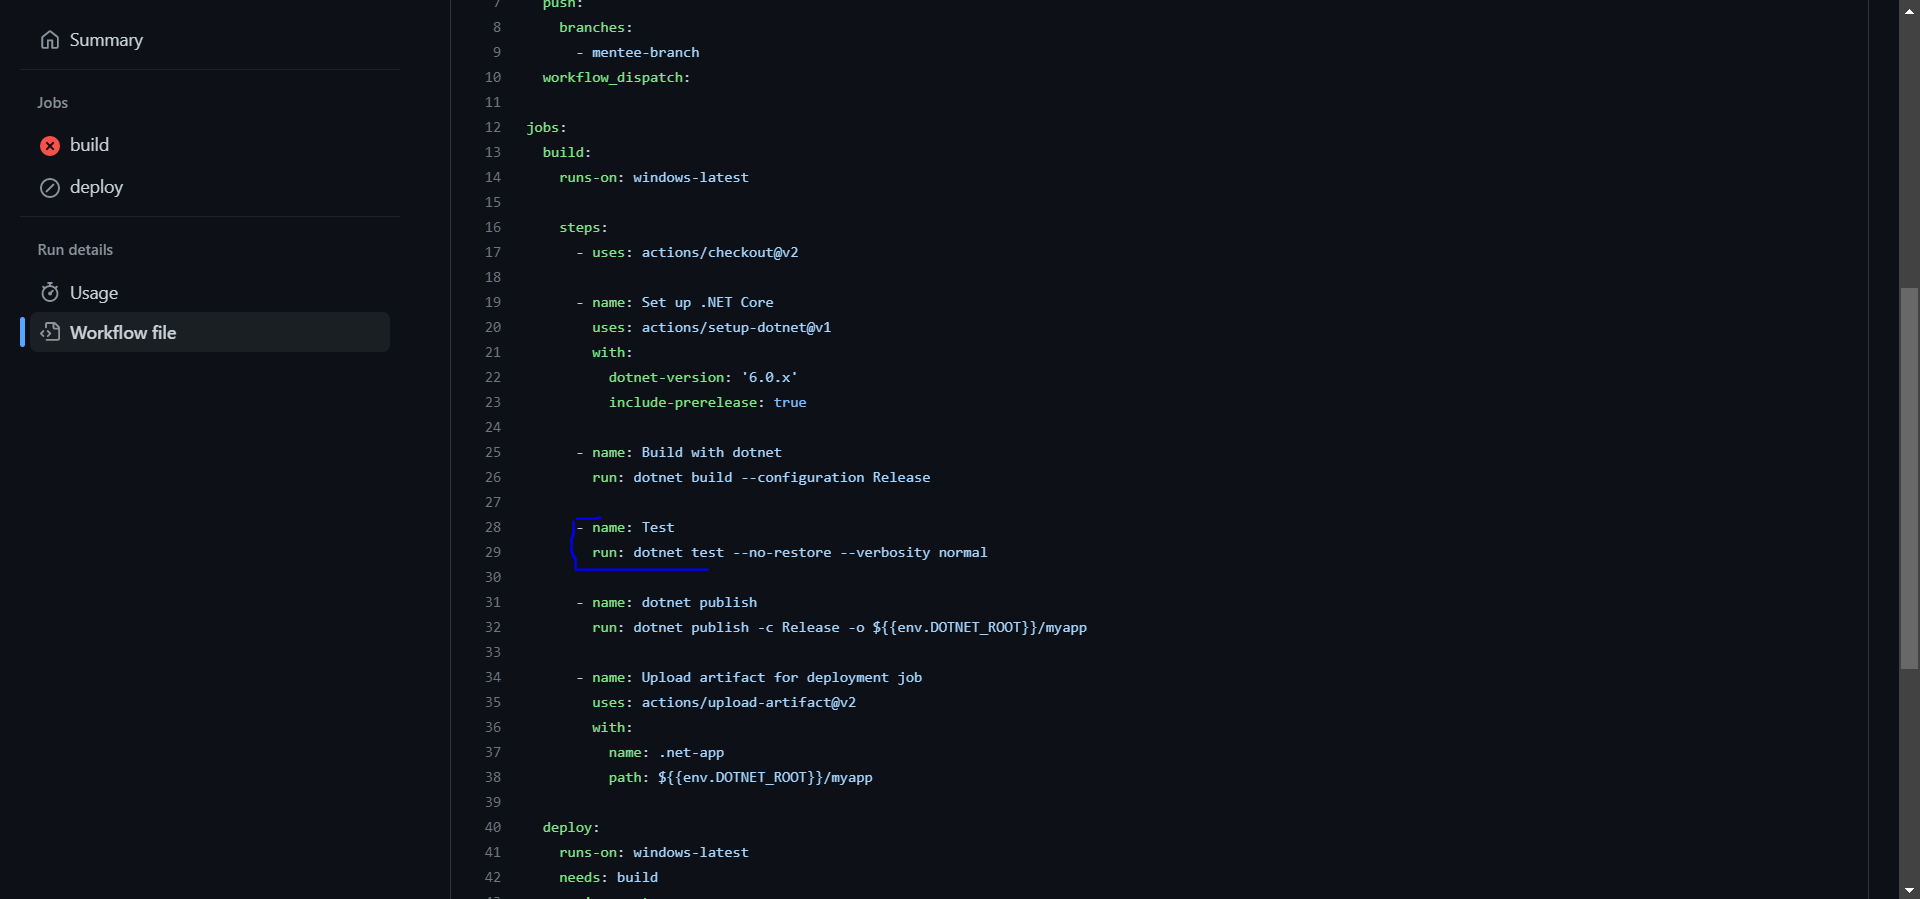 Summary
Jobs
build
deploy
Run details
Usage
Workflow file
7 push:
8 branches:
9 - mentee-branch
10 workflow_dispatch:
11
12 jobs:
13 build:
14 runs-on: windows-latest
15
16 steps:
17 - uses: actions/checkout@v2
18
19 - name: Set up .NET Core
20 uses: actions/setup-dotnet@v1
21 with:
22 dotnet-version: '6.0.x'
23 include-prerelease: true
24
25 - name: Build with dotnet
26 run: dotnet build --configuration Release
27
28 - name: Test
29 run: dotnet test --no-restore --verbosity normal
30
31 - name: dotnet publish
32 run: dotnet publish -c Release -o ${{env.DOTNET_ROOT}}/myapp
33
34 - name: Upload artifact for deployment job
35 uses: actions/upload-artifact@v2
36 with:
37 name: .net-app
38 path: ${{env.DOTNET_ROOT}}/myapp
39
40 deploy:
41 runs-on: windows-latest
42 needs: build